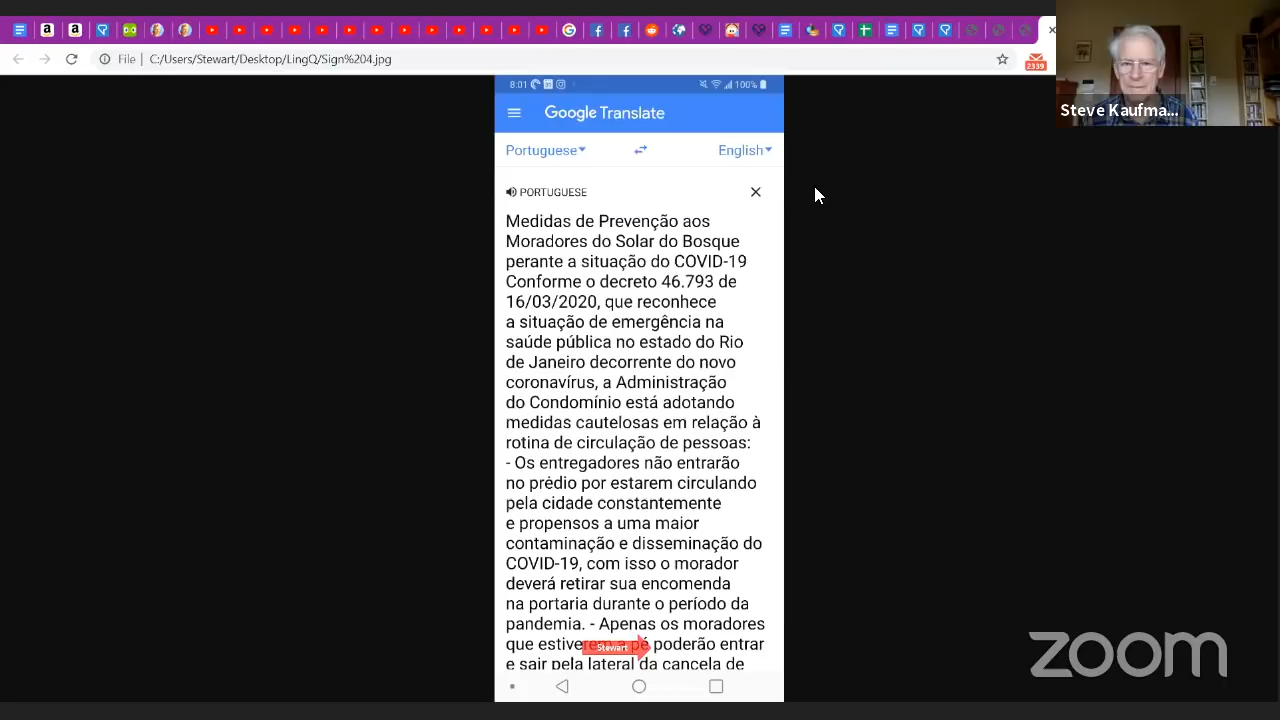 File | C:/Users/Stewart/Desktop/LingQ/Sign%204.jpg
2339
Steve Kaufma...
8:01
100%
Google Translate
Portuguese
English
PORTUGUESE
Medidas de Prevenção aos
Moradores do Solar do Bosque
perante a situação do COVID-19
Conforme o decreto 46.793 de
16/03/2020, que reconhece
a situação de emergência na
saúde pública no estado do Rio
de Janeiro decorrente do novo
coronavírus, a Administração
do Condomínio está adotando
medidas cautelosas em relação à
rotina de circulação de pessoas:
- Os entregadores não entrarão
no prédio por estarem circulando
pela cidade constantemente
e propensos a uma maior
contaminação e disseminação do
COVID-19, com isso o morador
deverá retirar sua encomenda
na portaria durante o período da
pandemia. - Apenas os moradores
que estiverem a pé poderão entrar
Stewart
e sair pela lateral da cancela de
zoom